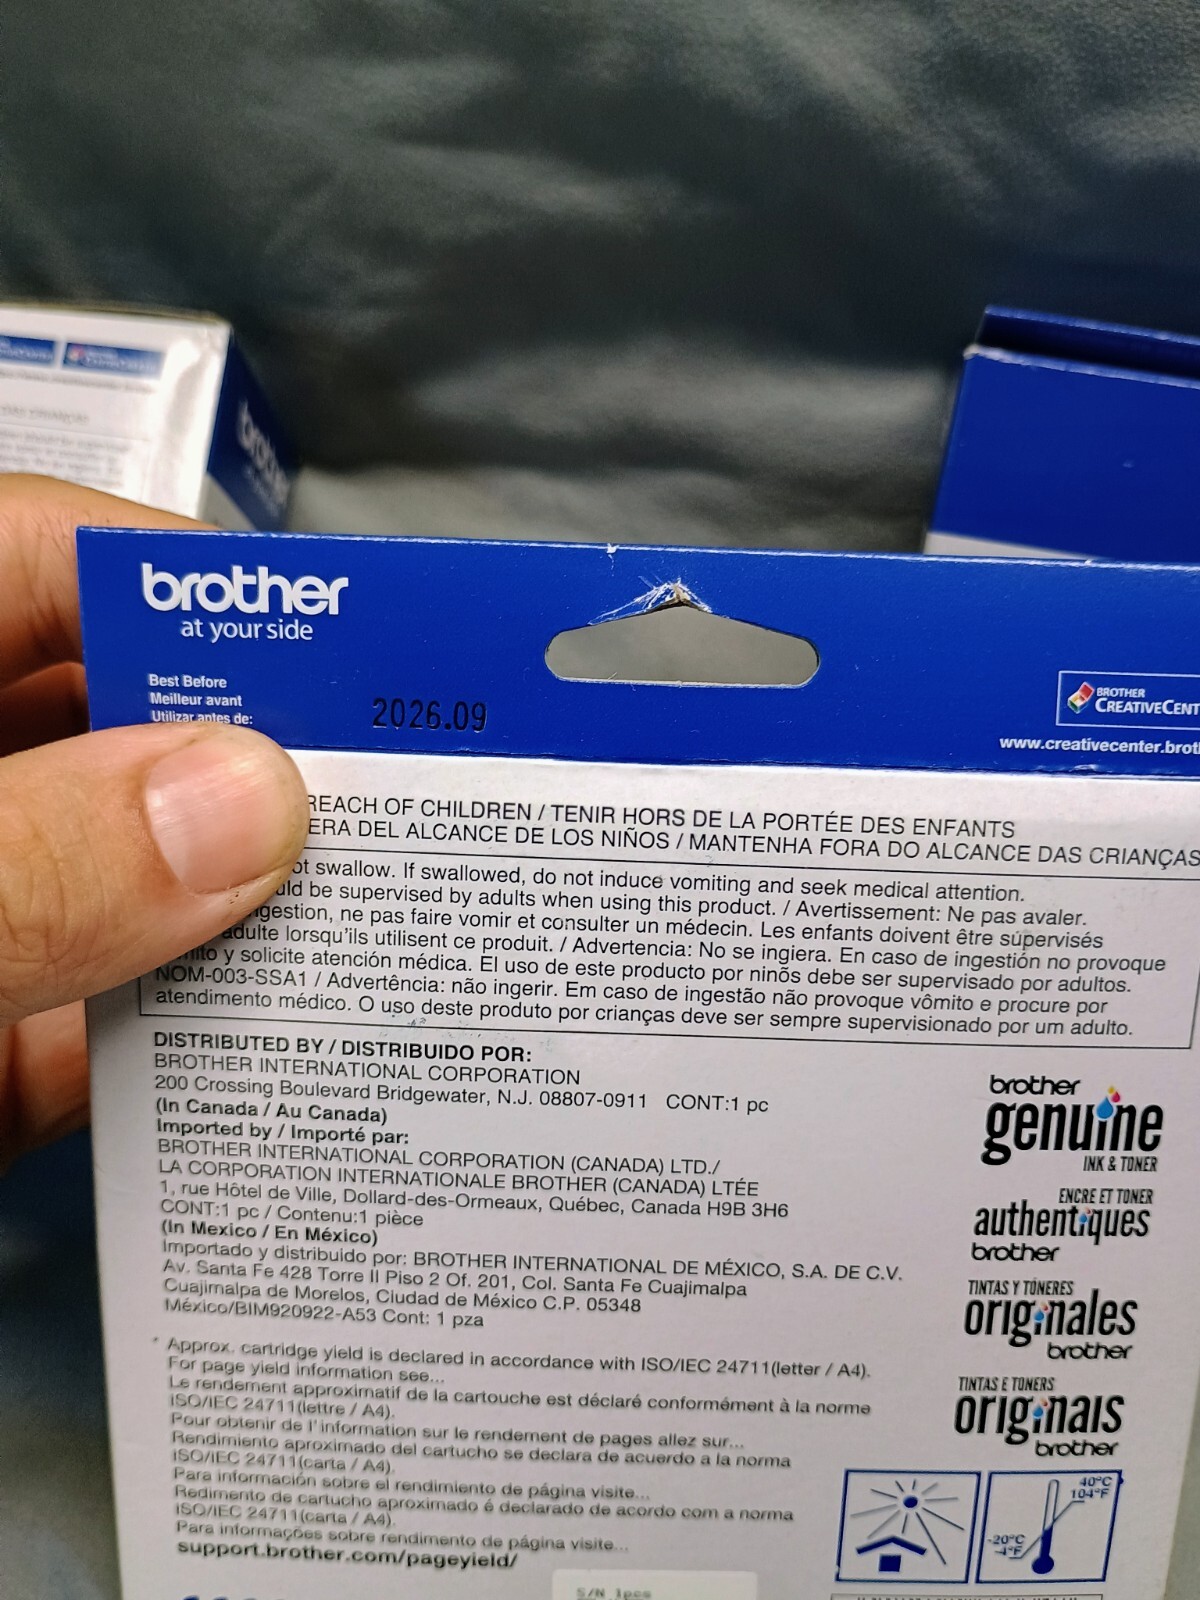 brother
brother
at your side
Best Before
Meilleur avant
Utilizar antes de:
2026.09
BROTHER
CREATIVECENT
www.creativecenter.brot
REACH OF CHILDREN / TENIR HORS DE LA PORTÉE DES ENFANTS
ERA DEL ALCANCE DE LOS NIÑOS / MANTENHA FORA DO ALCANCE DAS CRIANÇAS
ot swallow. If swallowed, do not induce vomiting and seek medical attention.
uld be supervised by adults when using this product. / Avertissement: Ne pas avaler.
ngestion, ne pas faire vomir et consulter un médecin. Les enfants doivent être supervisés
adulte lorsqu'ils utilisent ce produit. / Advertencia: No se ingiera. En caso de ingestión no provoque
mito y solicite atención médica. El uso de este producto por ninõs debe ser supervisado por adultos.
NOM-003-SSA1 / Advertência: não ingerir. Em caso de ingestão não provoque vômito e procure por
atendimento médico. O uso deste produto por crianças deve ser sempre supervisionado por um adulto.
DISTRIBUTED BY / DISTRIBUIDO POR:
BROTHER INTERNATIONAL CORPORATION
200 Crossing Boulevard Bridgewater, N.J. 08807-0911 CONT:1 pc
(In Canada / Au Canada)
Imported by / Importé par:
BROTHER INTERNATIONAL CORPORATION (CANADA) LTD./
LA CORPORATION INTERNATIONALE BROTHER (CANADA) LTÉE
1, rue Hôtel de Ville, Dollard-des-Ormeaux, Québec, Canada H9B 3H6
CONT:1 pc / Contenu:1 pièce
(In Mexico / En México)
Importado y distribuido por: BROTHER INTERNATIONAL DE MÉXICO, S.A. DE C.V.
Av. Santa Fe 428 Torre II Piso 2 Of. 201, Col. Santa Fe Cuajimalpa
Cuajimalpa de Morelos, Ciudad de México C.P. 05348
México/BIM920922-A53 Cont: 1 pza
* Approx. cartridge yield is declared in accordance with ISO/IEC 24711(letter / A4).
For page yield information see...
Le rendement approximatif de la cartouche est déclaré conformément à la norme
ISO/IEC 24711(lettre / A4).
Pour obtenir de l'information sur le rendement de pages allez sur...
Rendimiento aproximado del cartucho se declara de acuerdo a la norma
ISO/IEC 24711(carta / A4).
Para información sobre el rendimiento de página visite...
Redimento de cartucho aproximado é declarado de acordo com a norma
ISO/IEC 24711(carta / A4).
Para informações sobre rendimento de página visite...
support.brother.com/pageyield/
brother
genuine
INK & TONER
ENCRE ET TONER
authentiques
brother
TINTAS Y TÓNERES
originales
brother
TINTAS E TONERS
originais
brother
40°C
104°F
-20°C
-4°F
S/N 1pcs